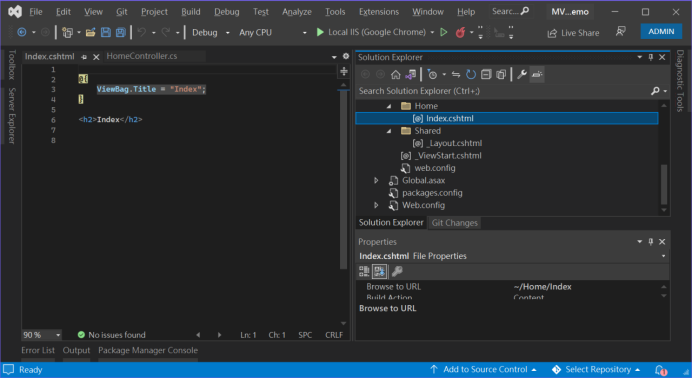 File Edit View Git Project Build Debug Test Analyze Tools Extensions Window Help Searc... MV...emo
Debug Any CPU Local IIS (Google Chrome) Live Share ADMIN
Toolbox
Server Explorer
Index.cshtml HomeController.cs
1
2 @{
3 ViewBag.Title = "Index";
4 }
5
6 <h2>Index</h2>
7
8
90 % No issues found Ln: 1 Ch: 1 SPC CRLF
Solution Explorer
Search Solution Explorer (Ctrl+;)
Home
Index.cshtml
Shared
_Layout.cshtml
_ViewStart.cshtml
web.config
Global.asax
packages.config
Web.config
Solution Explorer Git Changes
Properties
Index.cshtml File Properties
Browse to URL ~/Home/Index
Build Action Content
Browse to URL
Diagnostic Tools
Error List Output Package Manager Console
Ready Add to Source Control Select Repository 1